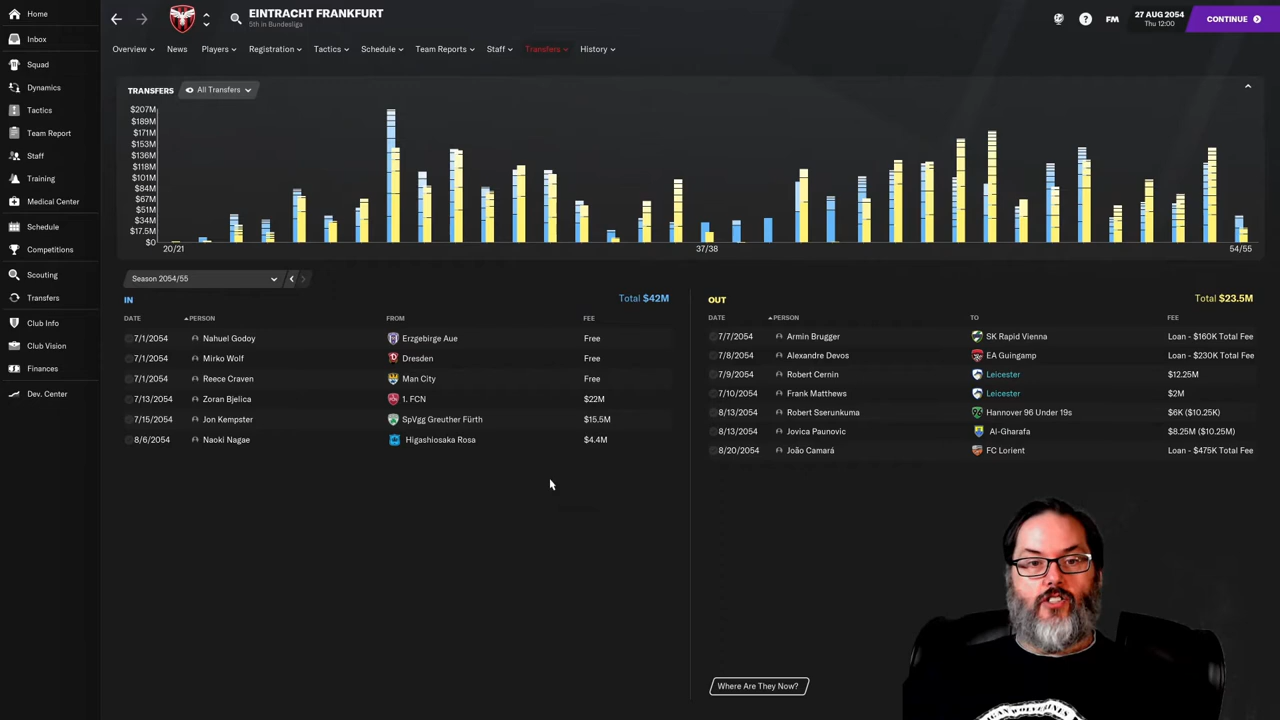 Home
Inbox
Squad
Dynamics
Tactics
Team Report
Staff
Training
Medical Center
Schedule
Competitions
Scouting
Transfers
Club Info
Club Vision
Finances
Dev. Center
EINTRACHT FRANKFURT
5th in Bundesliga
FM
27 AUG 2054
Thu 12:00
CONTINUE
Overview News Players Registration Tactics Schedule Team Reports Staff Transfers History
TRANSFERS All Transfers
$207M
$189M
$171M
$153M
$136M
$118M
$101M
$84M
$67M
$51M
$34M
$17.5M
$0
20/21 37/38 54/55
Season 2054/55
IN Total $42M
DATE PERSON FROM FEE
7/1/2054 Nahuel Godoy Erzgebirge Aue Free
7/1/2054 Mirko Wolf Dresden Free
7/1/2054 Reece Craven Man City Free
7/13/2054 Zoran Bjelica 1. FCN $22M
7/15/2054 Jon Kempster SpVgg Greuther Fürth $15.5M
8/6/2054 Naoki Nagae Higashiosaka Rosa $4.4M
OUT Total $23.5M
DATE PERSON TO FEE
7/7/2054 Armin Brugger SK Rapid Vienna Loan - $160K Total Fee
7/8/2054 Alexandre Devos EA Guingamp Loan - $230K Total Fee
7/9/2054 Robert Cernin Leicester $12.25M
7/10/2054 Frank Matthews Leicester $2M
8/13/2054 Robert Sserunkuma Hannover 96 Under 19s $6K ($10.25K)
8/13/2054 Jovica Paunovic Al-Gharafa $8.25M ($10.25M)
8/20/2054 João Camará FC Lorient Loan - $475K Total Fee
Where Are They Now?